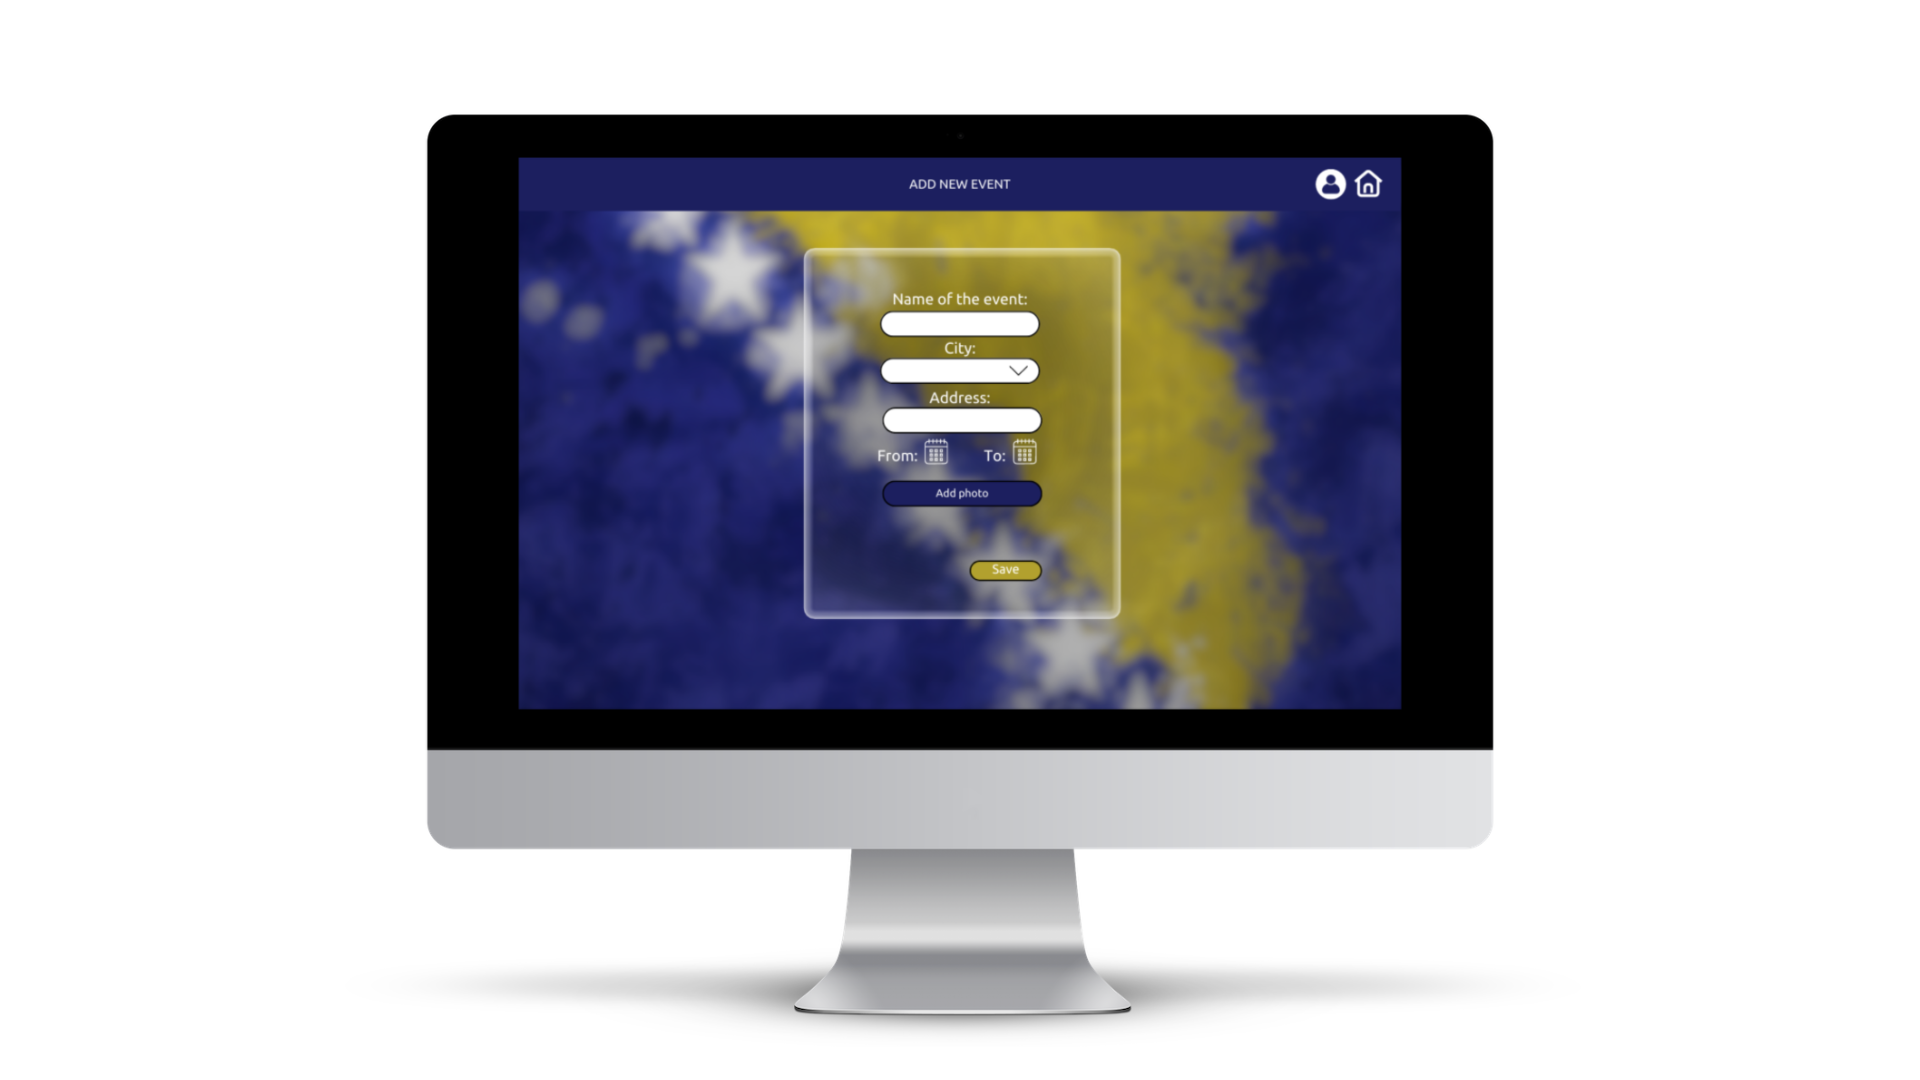 ADD NEW EVENT
Name of the event:
City:
Address:
From: To:
Add photo
Save